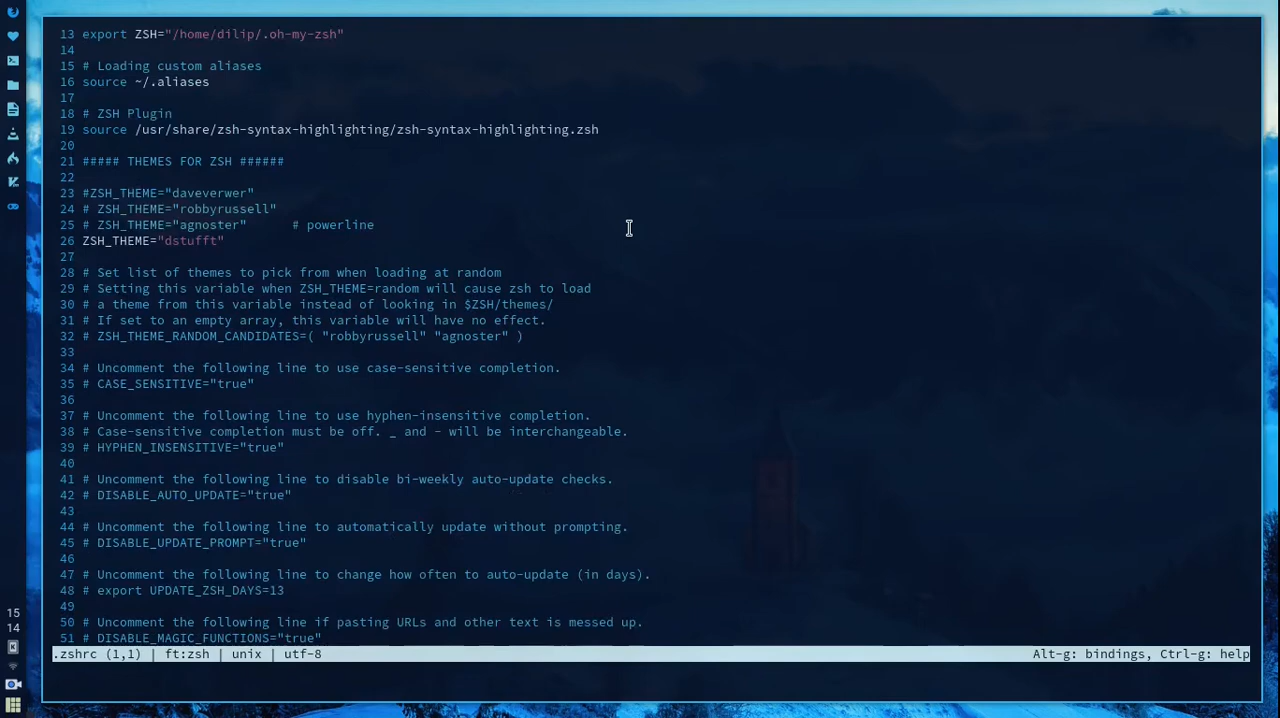 13 export ZSH="/home/dilip/.oh-my-zsh"
14
15 # Loading custom aliases
16 source ~/.aliases
17
18 # ZSH Plugin
19 source /usr/share/zsh-syntax-highlighting/zsh-syntax-highlighting.zsh
20
21 ##### THEMES FOR ZSH ######
22
23 #ZSH_THEME="daveverwer"
24 # ZSH_THEME="robbyrussell"
25 # ZSH_THEME="agnoster"      # powerline
26 ZSH_THEME="dstufft"
27
28 # Set list of themes to pick from when loading at random
29 # Setting this variable when ZSH_THEME=random will cause zsh to load
30 # a theme from this variable instead of looking in $ZSH/themes/
31 # If set to an empty array, this variable will have no effect.
32 # ZSH_THEME_RANDOM_CANDIDATES=( "robbyrussell" "agnoster" )
33
34 # Uncomment the following line to use case-sensitive completion.
35 # CASE_SENSITIVE="true"
36
37 # Uncomment the following line to use hyphen-insensitive completion.
38 # Case-sensitive completion must be off. _ and - will be interchangeable.
39 # HYPHEN_INSENSITIVE="true"
40
41 # Uncomment the following line to disable bi-weekly auto-update checks.
42 # DISABLE_AUTO_UPDATE="true"
43
44 # Uncomment the following line to automatically update without prompting.
45 # DISABLE_UPDATE_PROMPT="true"
46
47 # Uncomment the following line to change how often to auto-update (in days).
48 # export UPDATE_ZSH_DAYS=13
49
50 # Uncomment the following line if pasting URLs and other text is messed up.
51 # DISABLE_MAGIC_FUNCTIONS="true"
.zshrc (1,1) | ft:zsh | unix | utf-8
Alt-g: bindings, Ctrl-g: help
15
14